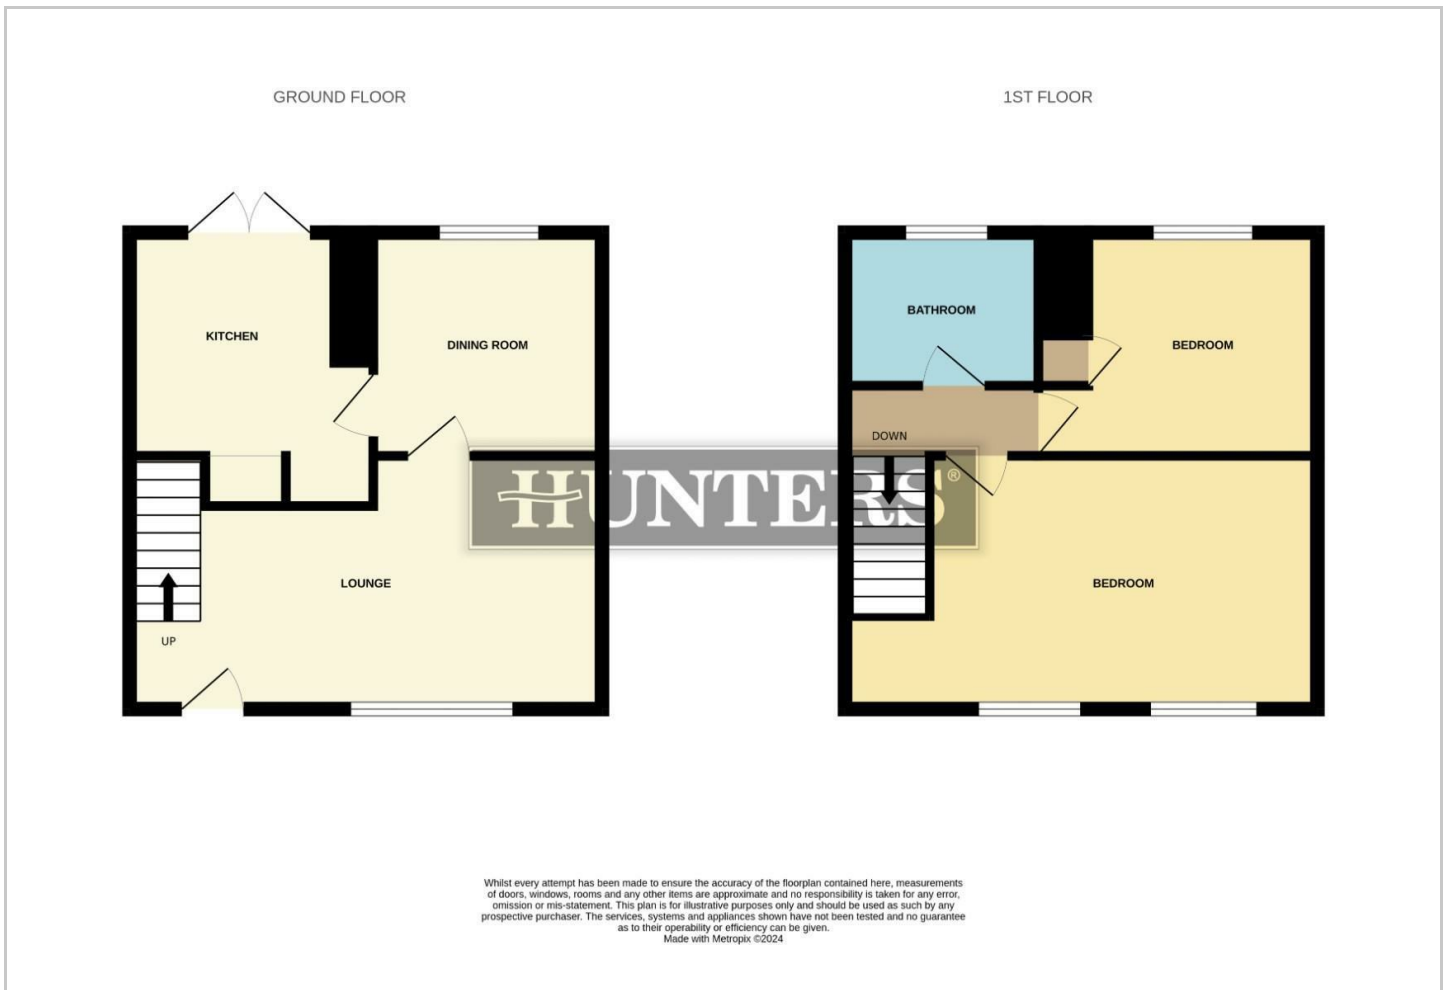 GROUND FLOOR
1ST FLOOR
KITCHEN
DINING ROOM
LOUNGE
UP
BATHROOM
BEDROOM
DOWN
BEDROOM
HUNTERS®
Whilst every attempt has been made to ensure the accuracy of the floorplan contained here, measurements
of doors, windows, rooms and any other items are approximate and no responsibility is taken for any error,
omission or mis-statement. This plan is for illustrative purposes only and should be used as such by any
prospective purchaser. The services, systems and appliances shown have not been tested and no guarantee
as to their operability or efficiency can be given.
Made with Metropix ©2024